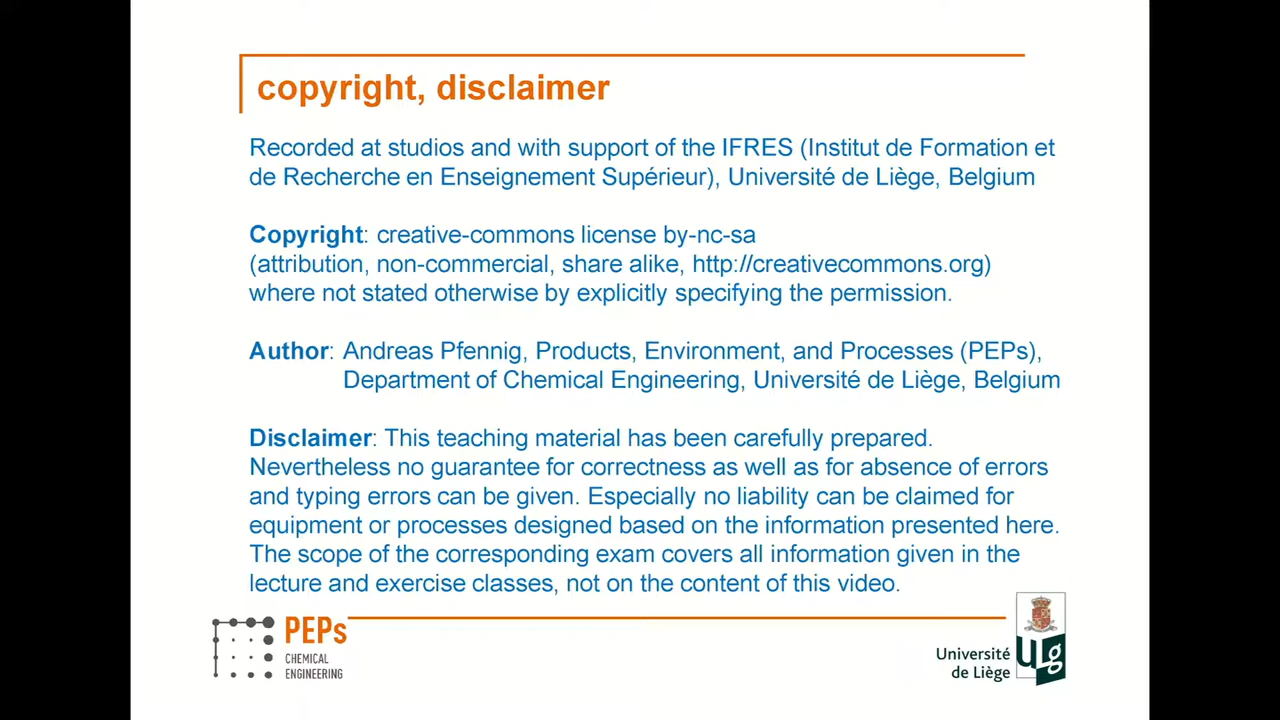 copyright, disclaimer
Recorded at studios and with support of the IFRES (Institut de Formation et
de Recherche en Enseignement Supérieur), Université de Liège, Belgium
Copyright: creative-commons license by-nc-sa
(attribution, non-commercial, share alike, http://creativecommons.org)
where not stated otherwise by explicitly specifying the permission.
Author: Andreas Pfennig, Products, Environment, and Processes (PEPs),
Department of Chemical Engineering, Université de Liège, Belgium
Disclaimer: This teaching material has been carefully prepared.
Nevertheless no guarantee for correctness as well as for absence of errors
and typing errors can be given. Especially no liability can be claimed for
equipment or processes designed based on the information presented here.
The scope of the corresponding exam covers all information given in the
lecture and exercise classes, not on the content of this video.
PEPs
CHEMICAL
ENGINEERING
Université
de Liège
ULg